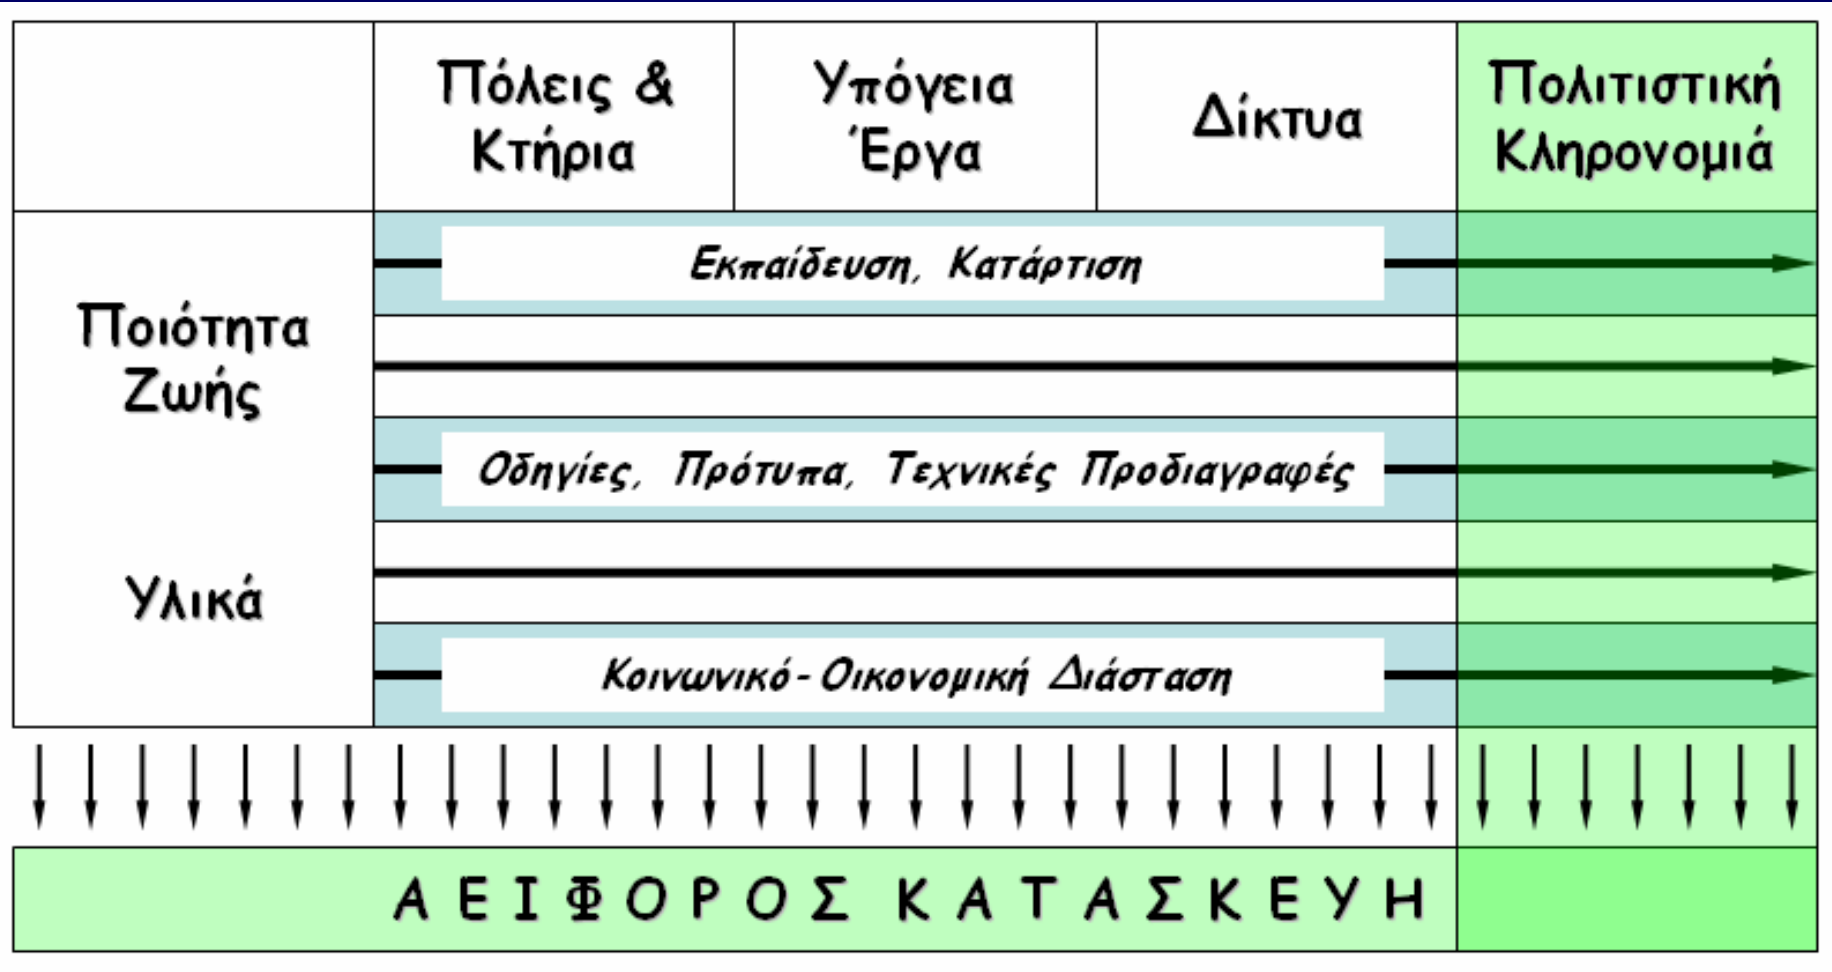 Πόλεις &
Κτήρια
Υπόγεια
Έργα
Δίκτυα
Πολιτιστική
Κληρονομιά
Ποιότητα
Ζωής
Υλικά
Εκπαίδευση, Κατάρτιση
Οδηγίες, Πρότυπα, Τεχνικές Προδιαγραφές
Κοινωνικό-Οικονομική Διάσταση
ΑΕΙΦΟΡΟΣ ΚΑΤΑΣΚΕΥΗ